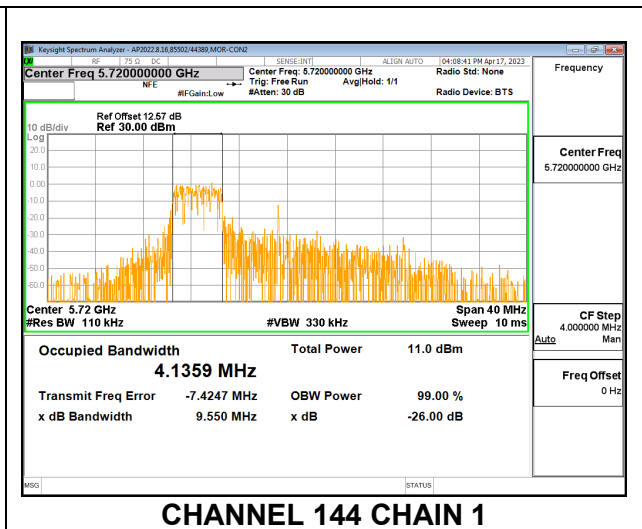 Keysight Spectrum Analyzer - AP2022.8.16,85502/44389,MOR-CON2
RF 75 Ω DC SENSE:INT ALIGN AUTO 04:08:41 PM Apr 17, 2023
Center Freq 5.720000000 GHz Center Freq: 5.720000000 GHz Radio Std: None Frequency
NFE Trig: Free Run Avg|Hold: 1/1
#IFGain:Low #Atten: 30 dB Radio Device: BTS
Ref Offset 12.57 dB
10 dB/div Ref 30.00 dBm
Log
20.0
10.0
0.00
-10.0
-20.0
-30.0
-40.0
-50.0
-60.0
Center Freq
5.720000000 GHz
Center 5.72 GHz Span 40 MHz
#Res BW 110 kHz #VBW 330 kHz Sweep 10 ms
CF Step
4.000000 MHz
Auto Man
Occupied Bandwidth Total Power 11.0 dBm
4.1359 MHz
Freq Offset
0 Hz
Transmit Freq Error -7.4247 MHz OBW Power 99.00 %
x dB Bandwidth 9.550 MHz x dB -26.00 dB
MSG STATUS
CHANNEL 144 CHAIN 1